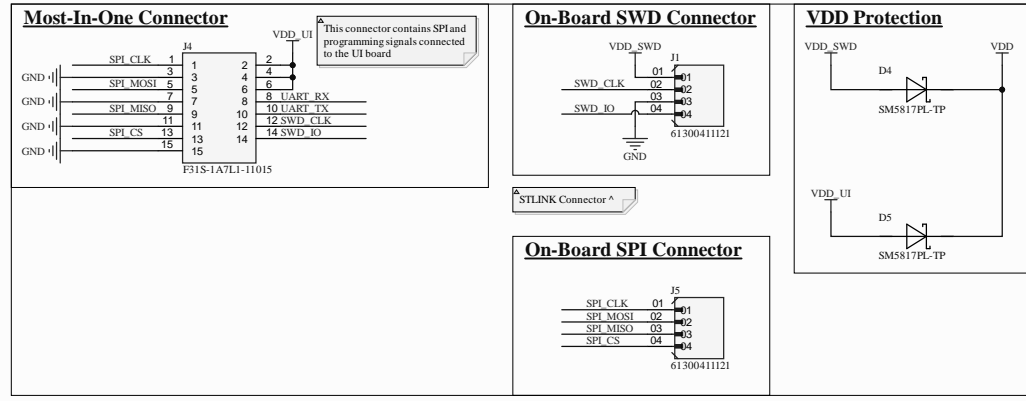 Most-In-One Connector
VDD_UI
This connector contains SPI and
programming signals connected
to the UI board
J4
SPI_CLK 1 1 2 2
GND 3 3 4 4
SPI_MOSI 5 5 6 6
GND 7 7 8 8 UART_RX
SPI_MISO 9 9 10 10 UART_TX
GND 11 11 12 12 SWD_CLK
SPI_CS 13 13 14 14 SWD_IO
GND 15 15
F31S-1A7L1-11015
On-Board SWD Connector
VDD_SWD
J1
01 01
SWD_CLK 02 02
03 03
SWD_IO 04 04
61300411121
GND
STLINK Connector ^
On-Board SPI Connector
J5
SPI_CLK 01 01
SPI_MOSI 02 02
SPI_MISO 03 03
SPI_CS 04 04
61300411121
VDD Protection
VDD_SWD VDD
D4
SM5817PL-TP
VDD_UI
D5
SM5817PL-TP